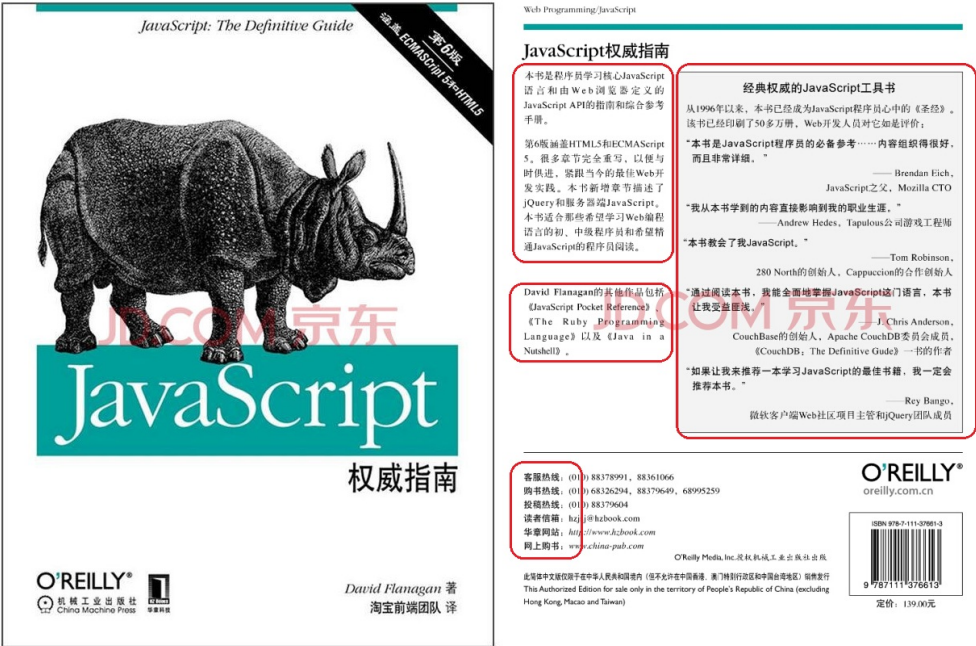 JavaScript: The Definitive Guide
第6版
涵盖ECMAScript 5和HTML5
JD.COM 京东
JavaScript
权威指南
O'REILLY®
机械工业出版社
China Machine Press
华章科技
David Flanagan 著
淘宝前端团队 译
Web Programming/JavaScript
JavaScript权威指南
本书是程序员学习核心JavaScript
语言和由Web浏览器定义的
JavaScript API的指南和综合参考
手册。
第6版涵盖HTML5和ECMAScript
5。很多章节完全重写，以便与
时俱进，紧跟当今的最佳Web开
发实践。本书新增章节描述了
jQuery和服务器端JavaScript。
本书适合那些希望学习Web编程
语言的初、中级程序员和希望精
通JavaScript的程序员阅读。
David Flanagan的其他作品包括
《JavaScript Pocket Reference》、
《The Ruby Programming
Language》以及《Java in a
Nutshell》。
经典权威的JavaScript工具书
从1996年以来，本书已经成为JavaScript程序员心中的《圣经》。
该书已经印刷了50多万册，Web开发人员对它如是评价：
“本书是JavaScript程序员的必备参考……内容组织得很好，
而且非常详细。”
——Brendan Eich,
JavaScript之父，Mozilla CTO
“我从本书学到的内容直接影响到我的职业生涯。”
——Andrew Hedes，Tapulous公司游戏工程师
“本书教会了我JavaScript。”
——Tom Robinson,
280 North的创始人，Cappuccion的合作创始人
“通过阅读本书，我能全面地掌握JavaScript这门语言，本书
让我受益匪浅。”
——J. Chris Anderson,
CouchBase的创始人，Apache CouchDB委员会成员，
《CouchDB：The Definitive Gude》一书的作者
“如果让我来推荐一本学习JavaScript的最佳书籍，我一定会
推荐本书。”
——Rey Bango,
微软客户端Web社区项目主管和jQuery团队成员
JD.COM 京东
客服热线：(010) 88378991，88361066
购书热线：(010) 68326294，88379649，68995259
投稿热线：(010) 88379604
读者信箱：hzjsj@hzbook.com
华章网站：http://www.hzbook.com
网上购书：www.china-pub.com
O'REILLY®
oreilly.com.cn
O'Reilly Media, Inc.授权机械工业出版社出版
此简体中文版仅限于在中华人民共和国境内（但不允许在中国香港、澳门特别行政区和中国台湾地区）销售发行
This Authorized Edition for sale only in the territory of People's Republic of China (excluding
Hong Kong, Macao and Taiwan)
ISBN 978-7-111-37661-3
9 787111 376613
定价：139.00元